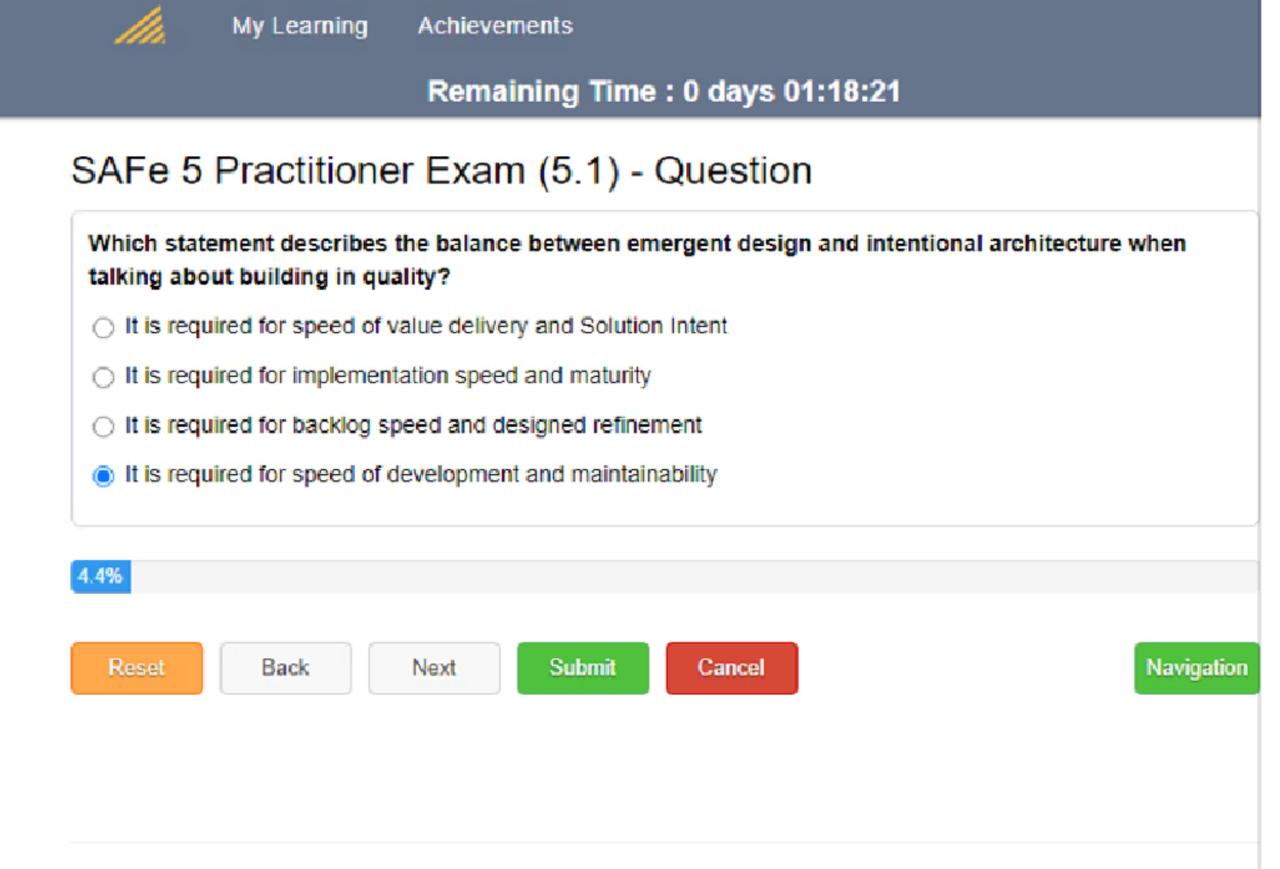 My Learning Achievements
Remaining Time : 0 days 01:18:21
SAFe 5 Practitioner Exam (5.1) - Question
Which statement describes the balance between emergent design and intentional architecture when
talking about building in quality?
It is required for speed of value delivery and Solution Intent
It is required for implementation speed and maturity
It is required for backlog speed and designed refinement
It is required for speed of development and maintainability
4.4%
Reset Back Next Submit Cancel Navigation